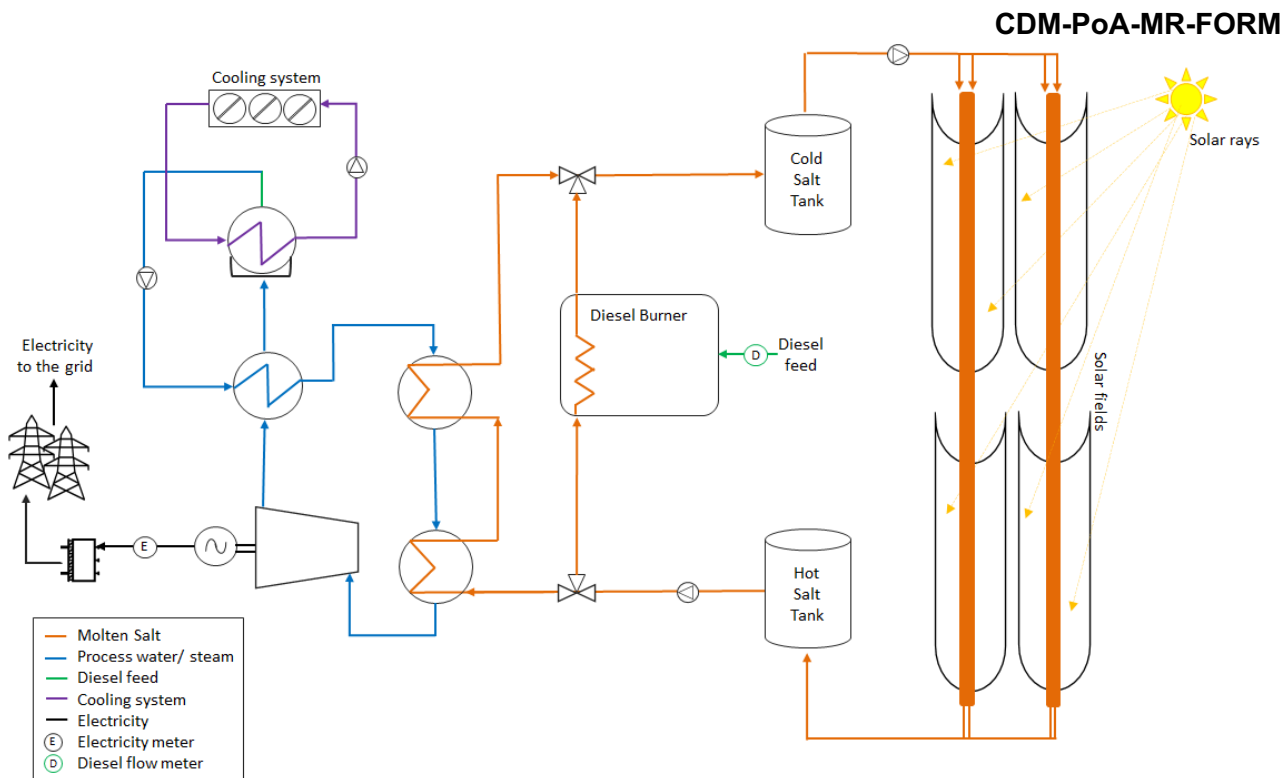 CDM-PoA-MR-FORM
Cooling system
Solar rays
Cold
Salt
Tank
Diesel Burner
Diesel
feed
D
Electricity
to the grid
Solar fields
E
Hot
Salt
Tank
Molten Salt
Process water/ steam
Diesel feed
Cooling system
Electricity
E Electricity meter
D Diesel flow meter